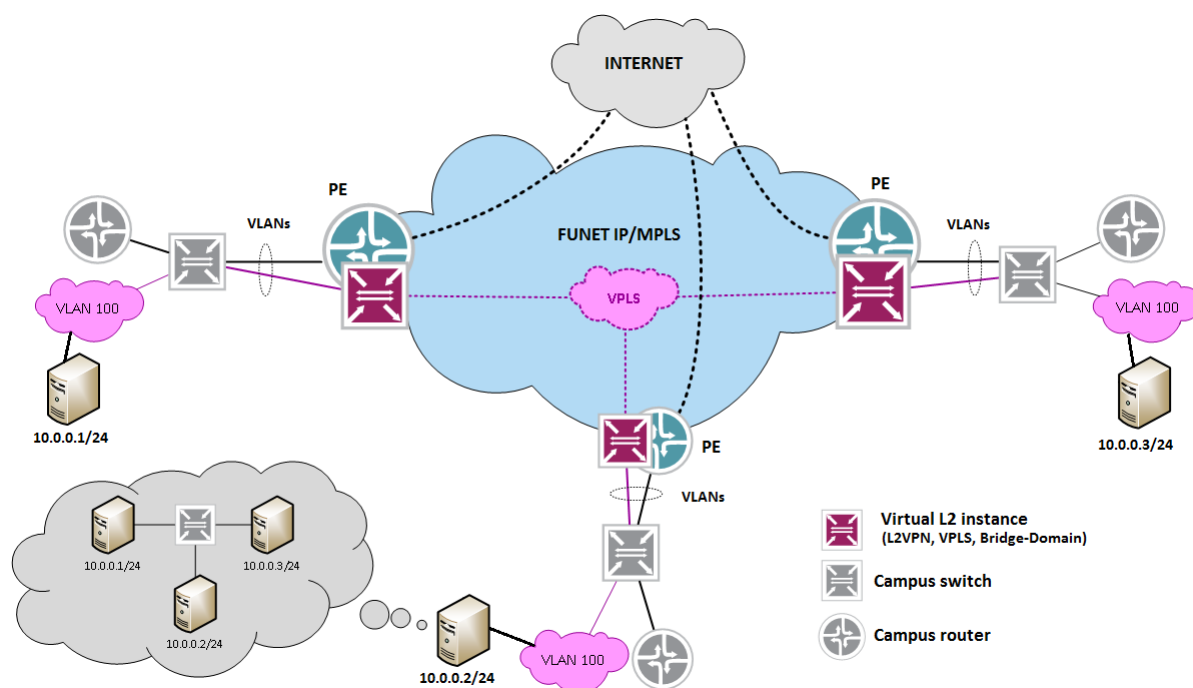 INTERNET
PE
PE
VLANs
VLANs
FUNET IP/MPLS
VPLS
VLAN 100
VLAN 100
10.0.0.1/24
10.0.0.3/24
PE
VLANs
10.0.0.1/24
10.0.0.3/24
10.0.0.2/24
10.0.0.2/24
VLAN 100
Virtual L2 instance
(L2VPN, VPLS, Bridge-Domain)
Campus switch
Campus router